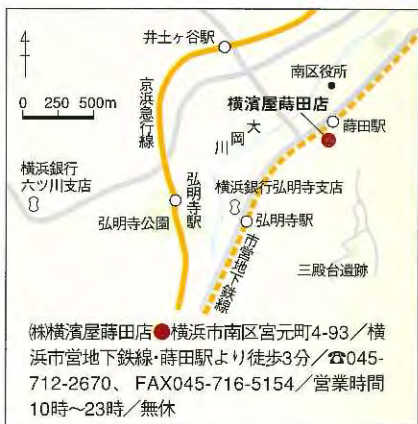 井土ヶ谷駅
南区役所
横濱屋蒔田店
蒔田駅
0 250 500m
京浜急行線
大岡川
横浜銀行
六ツ川支店
弘明寺駅
横浜銀行弘明寺支店
弘明寺公園
弘明寺駅
市営地下鉄線
三殿台遺跡
㈱横濱屋蒔田店●横浜市南区宮元町4-93/横
浜市営地下鉄線・蒔田駅より徒歩3分/☎045-
712-2670、FAX045-716-5154/営業時間
10時〜23時/無休